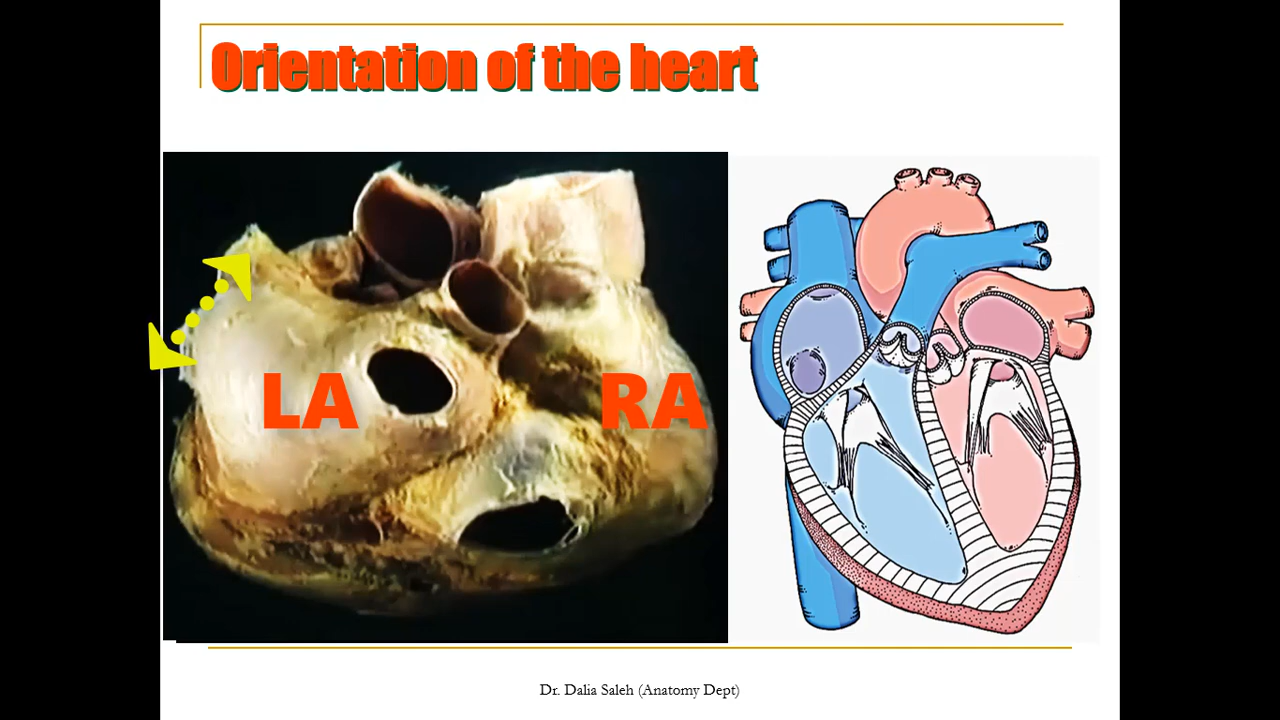 Orientation of the heart
LA
RA
Dr. Dalia Saleh (Anatomy Dept)